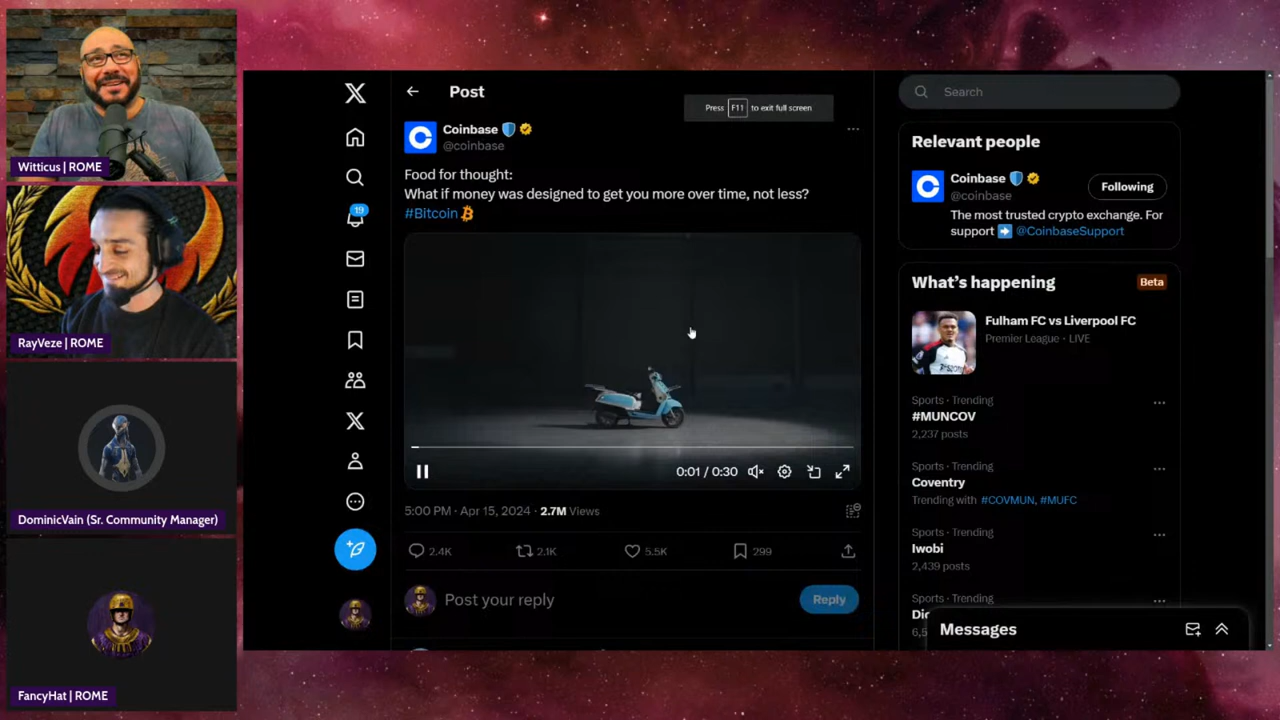 Witticus | ROME
RayVeze | ROME
DominicVain (Sr. Community Manager)
FancyHat | ROME
19
Post
Press F11 to exit full screen
Coinbase
@coinbase
Food for thought:
What if money was designed to get you more over time, not less?
#Bitcoin
0:01 / 0:30
5:00 PM · Apr 15, 2024 · 2.7M Views
2.4K
2.1K
5.5K
299
Post your reply
Reply
Search
Relevant people
Coinbase
@coinbase
Following
The most trusted crypto exchange. For
support ➡ @CoinbaseSupport
What's happening
Beta
Fulham FC vs Liverpool FC
Premier League · LIVE
Sports · Trending
#MUNCOV
2,237 posts
Sports · Trending
Coventry
Trending with #COVMUN, #MUFC
Sports · Trending
Iwobi
2,439 posts
Sports · Trending
Messages